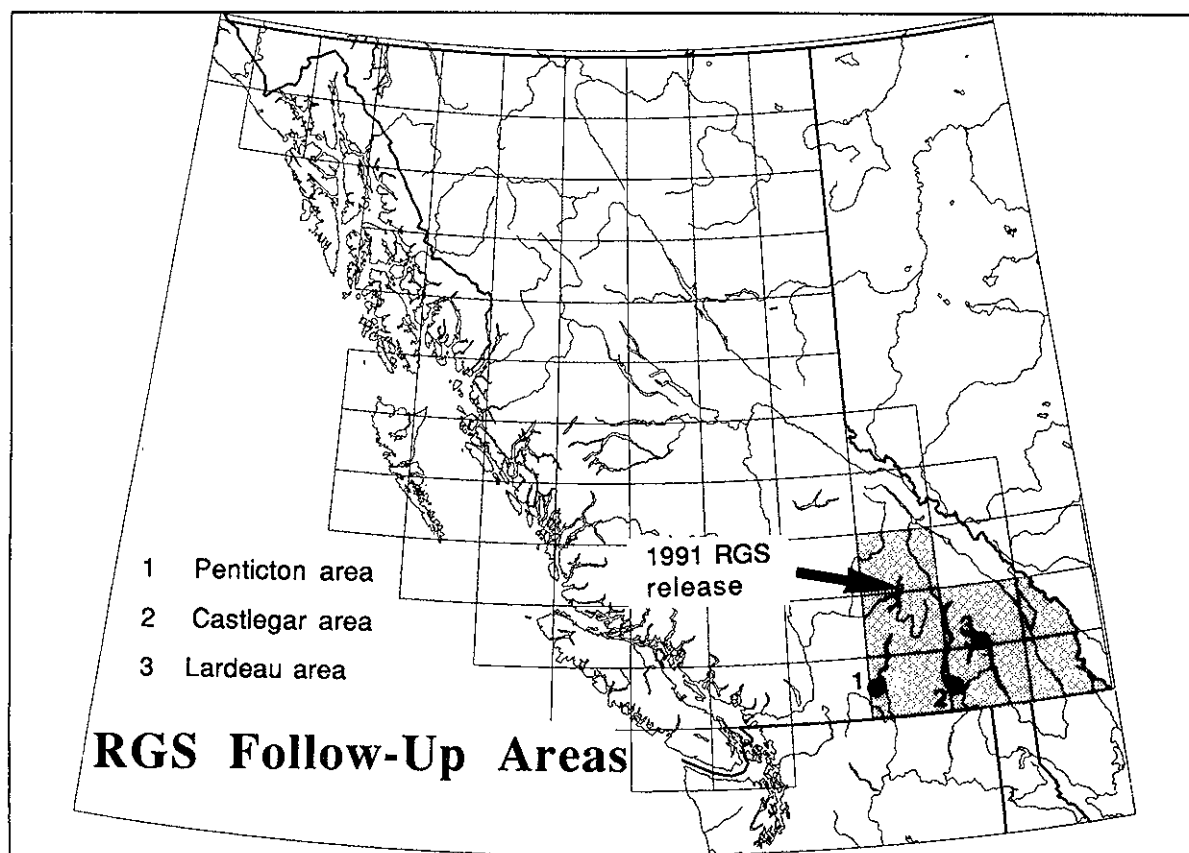 1991 RGS
release
1 Penticton area
2 Castlegar area
3 Lardeau area
3
1
2
RGS Follow-Up Areas